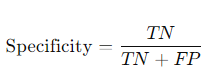 Specificity = TN / TN + FP